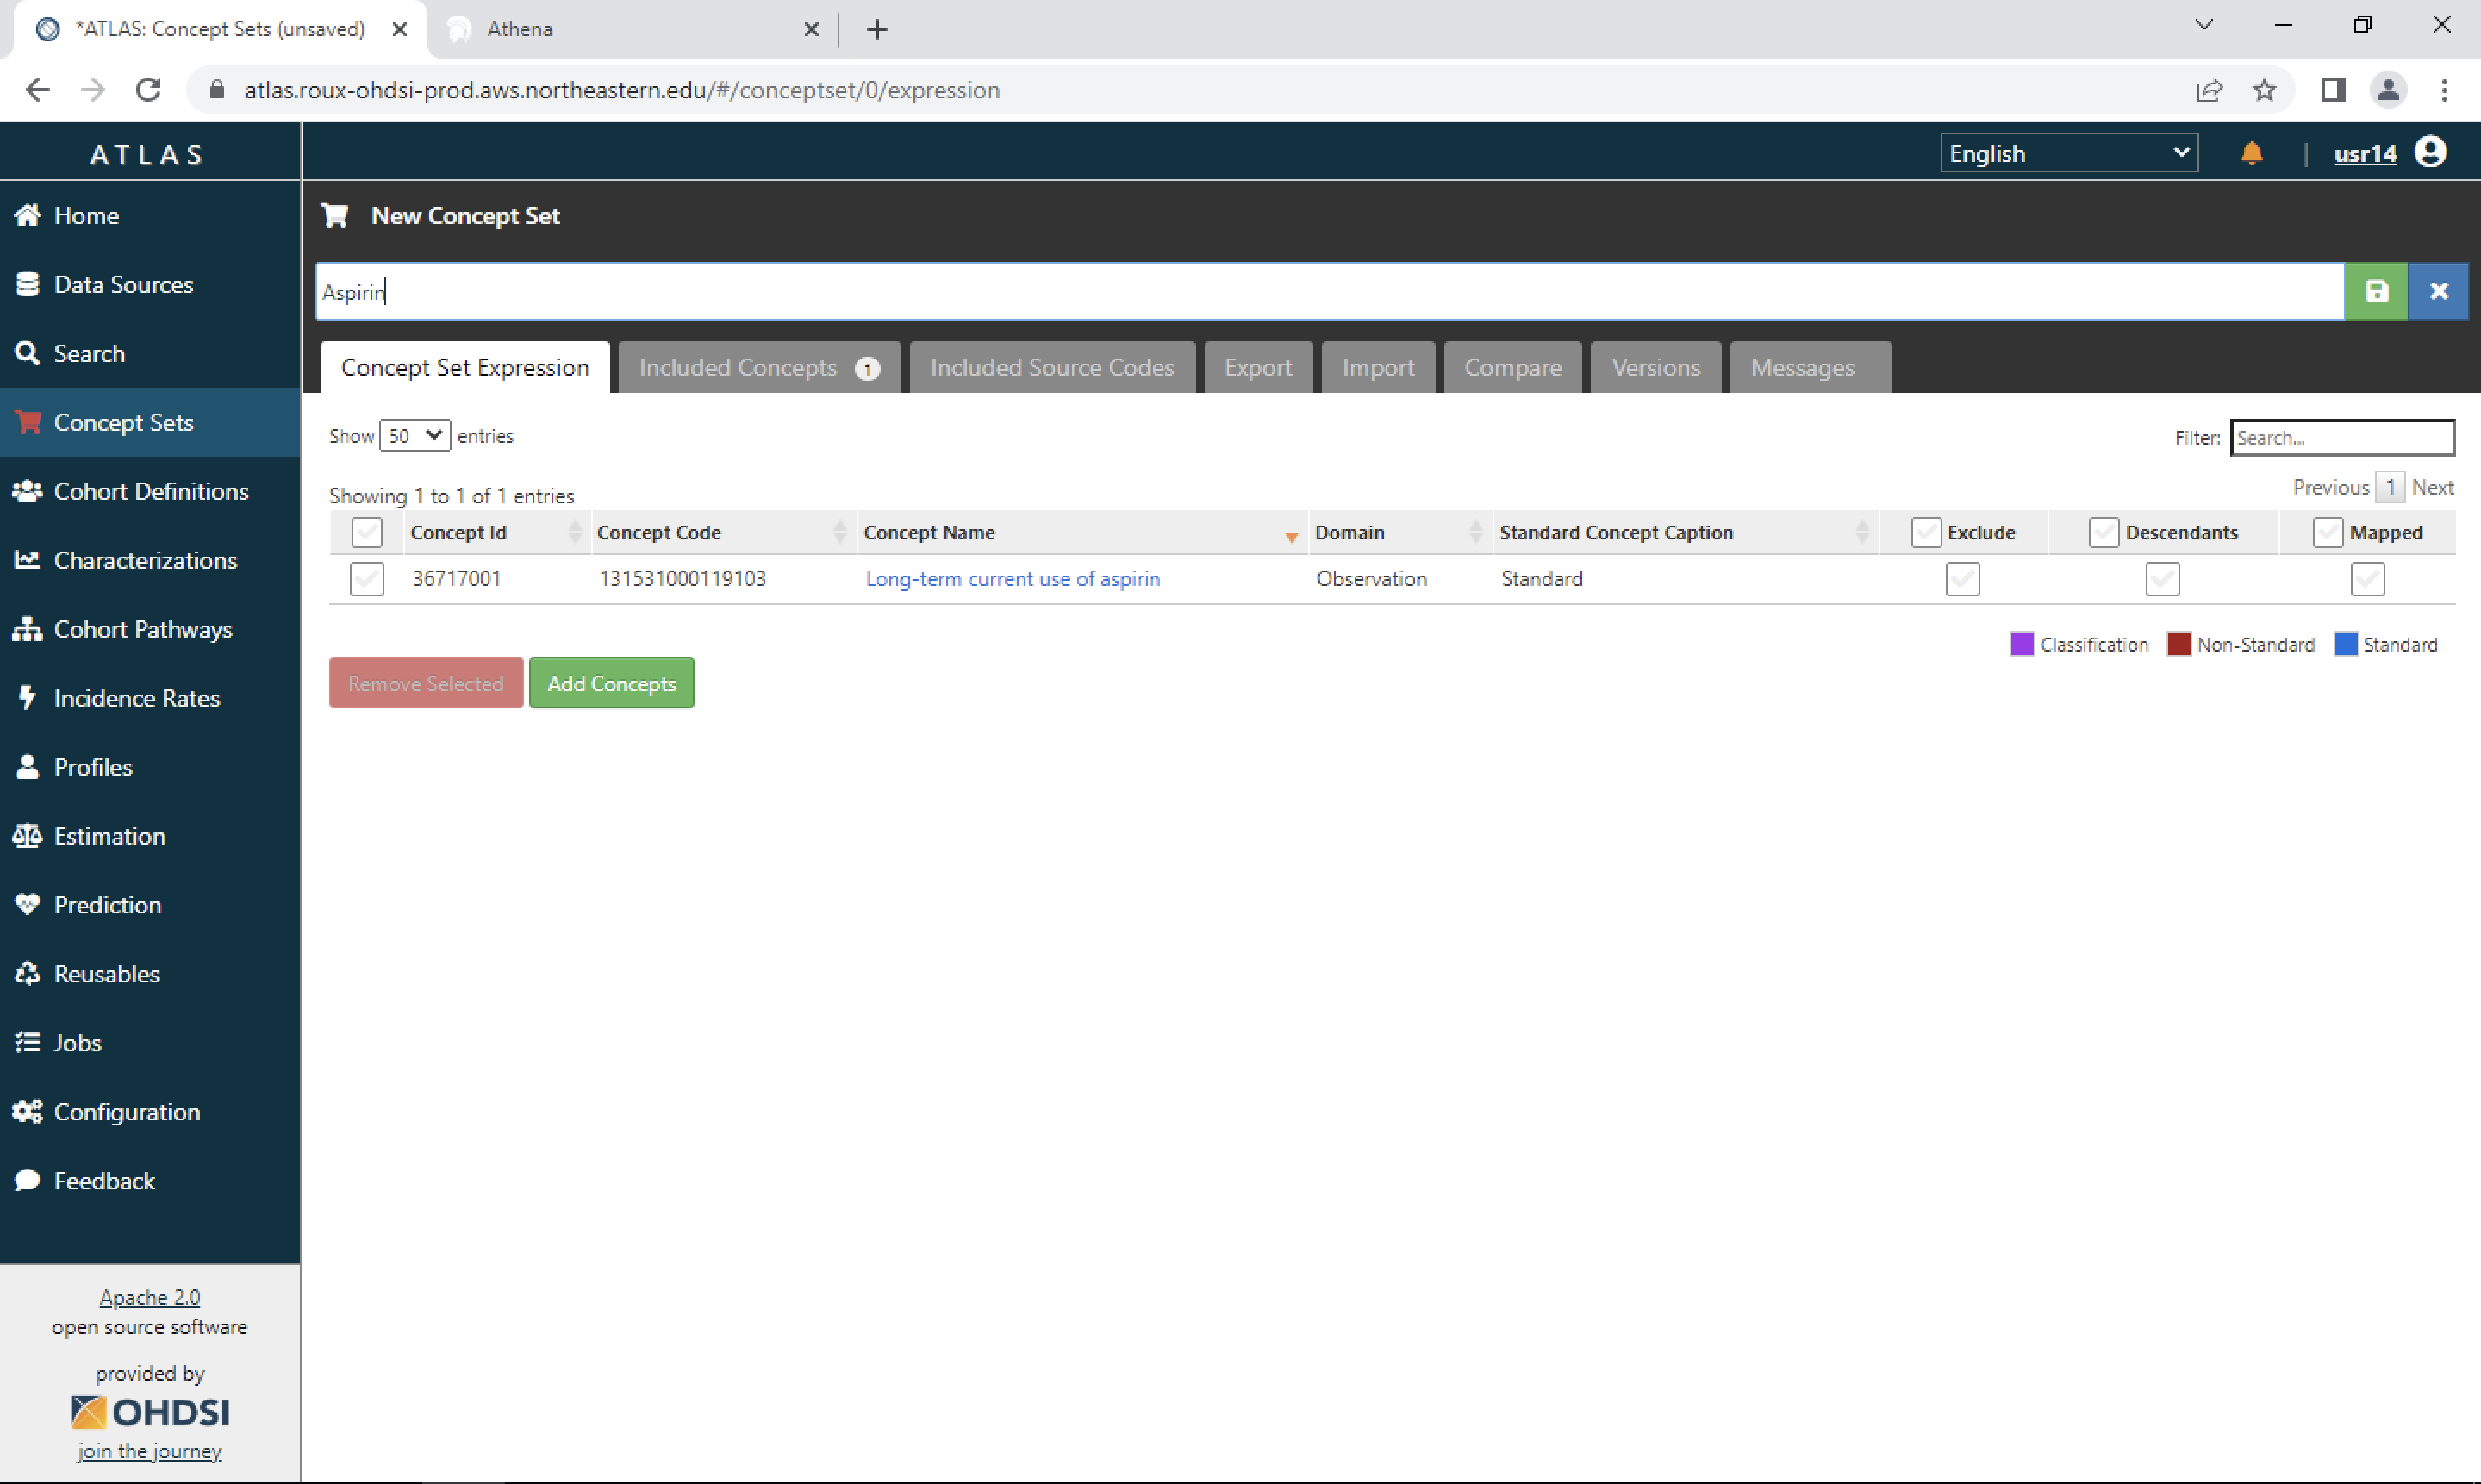 *ATLAS: Concept Sets (unsaved)
Athena
atlas.roux-ohdsi-prod.aws.northeastern.edu/#/conceptset/0/expression
ATLAS
English
usr14
Home
Data Sources
Search
Concept Sets
Cohort Definitions
Characterizations
Cohort Pathways
Incidence Rates
Profiles
Estimation
Prediction
Reusables
Jobs
Configuration
Feedback
Apache 2.0
open source software
provided by
OHDSI
join the journey
New Concept Set
Aspirin
Concept Set Expression Included Concepts 1 Included Source Codes Export Import Compare Versions Messages
Show 50 entries
Filter: Search...
Showing 1 to 1 of 1 entries
Previous 1 Next
Concept Id Concept Code Concept Name Domain Standard Concept Caption Exclude Descendants Mapped
36717001 131531000119103 Long-term current use of aspirin Observation Standard
Classification Non-Standard Standard
Remove Selected Add Concepts